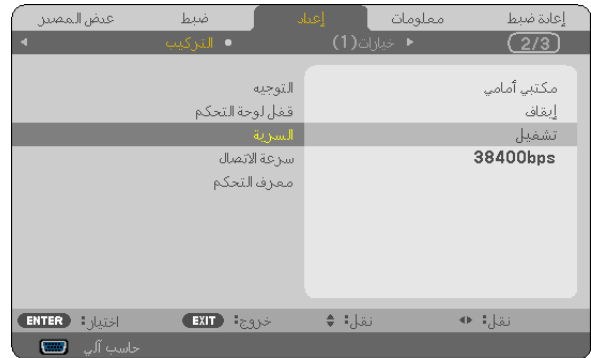 إعادة ضبط معلومات إعداد ضبط عرض المصدر
(2/3) خيارات(1) التركيب
التوجيه مكتبي أمامي
قفل لوحة التحكم إيقاف
السرية تشغيل
سرعة الاتصال 38400bps
معرف التحكم
ENTER اختيار: EXIT خروج: نقل: نقل:
حاسب آلي